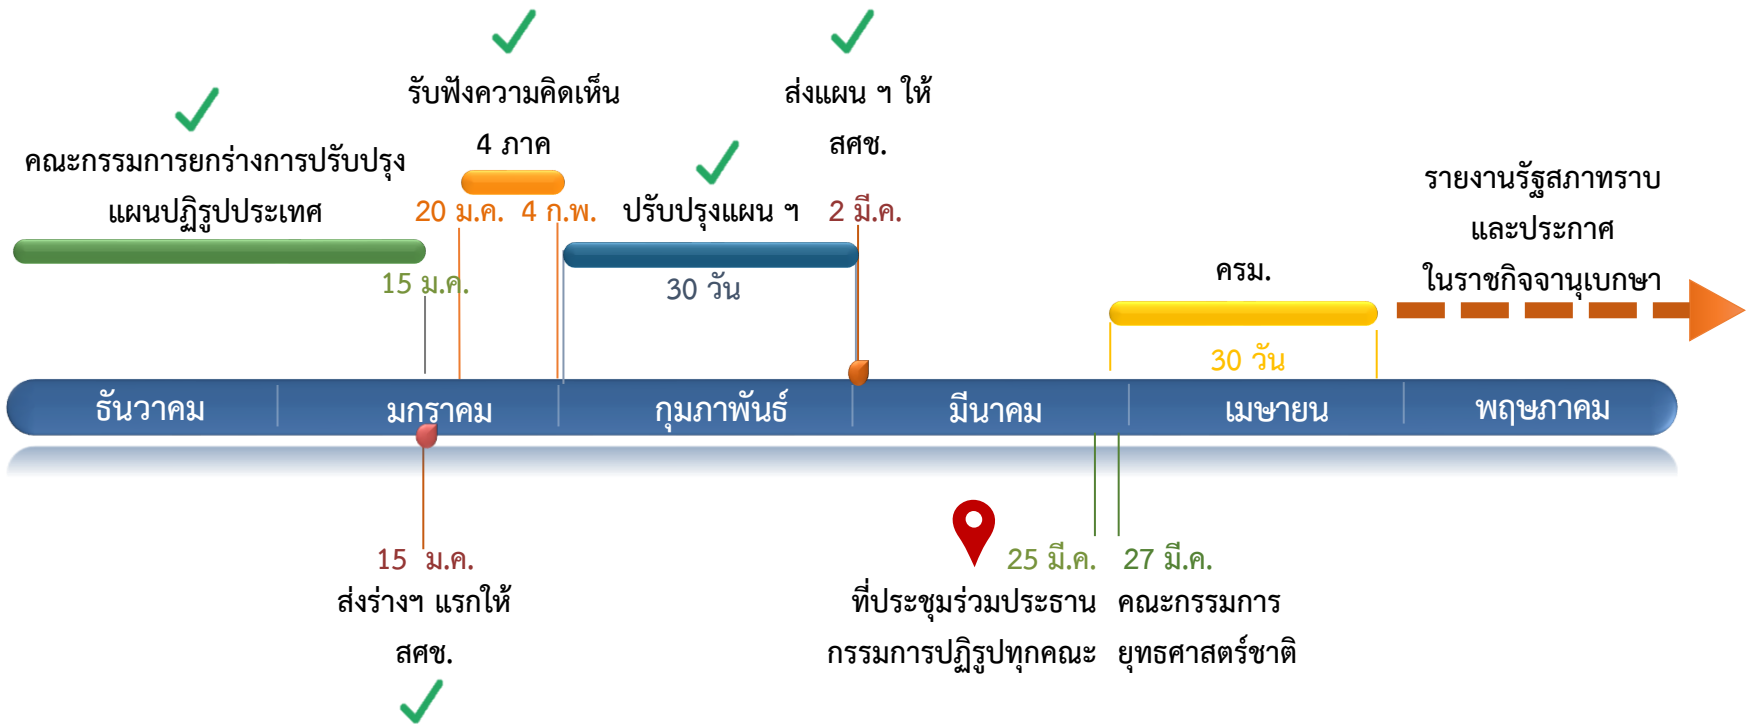 รับฟังความคิดเห็น
4 ภาค
ส่งแผน ฯ ให้
สศช.
คณะกรรมการยกร่างการปรับปรุง
แผนปฏิรูปประเทศ
20 ม.ค. 4 ก.พ.
ปรับปรุงแผน ฯ
2 มี.ค.
รายงานรัฐสภาทราบ
และประกาศ
ในราชกิจจานุเบกษา
15 ม.ค.
30 วัน
ครม.
30 วัน
ธันวาคม มกราคม กุมภาพันธ์ มีนาคม เมษายน พฤษภาคม
15 ม.ค.
ส่งร่างฯ แรกให้
สศช.
25 มี.ค.
ที่ประชุมร่วมประธาน
กรรมการปฏิรูปทุกคณะ
27 มี.ค.
คณะกรรมการ
ยุทธศาสตร์ชาติ